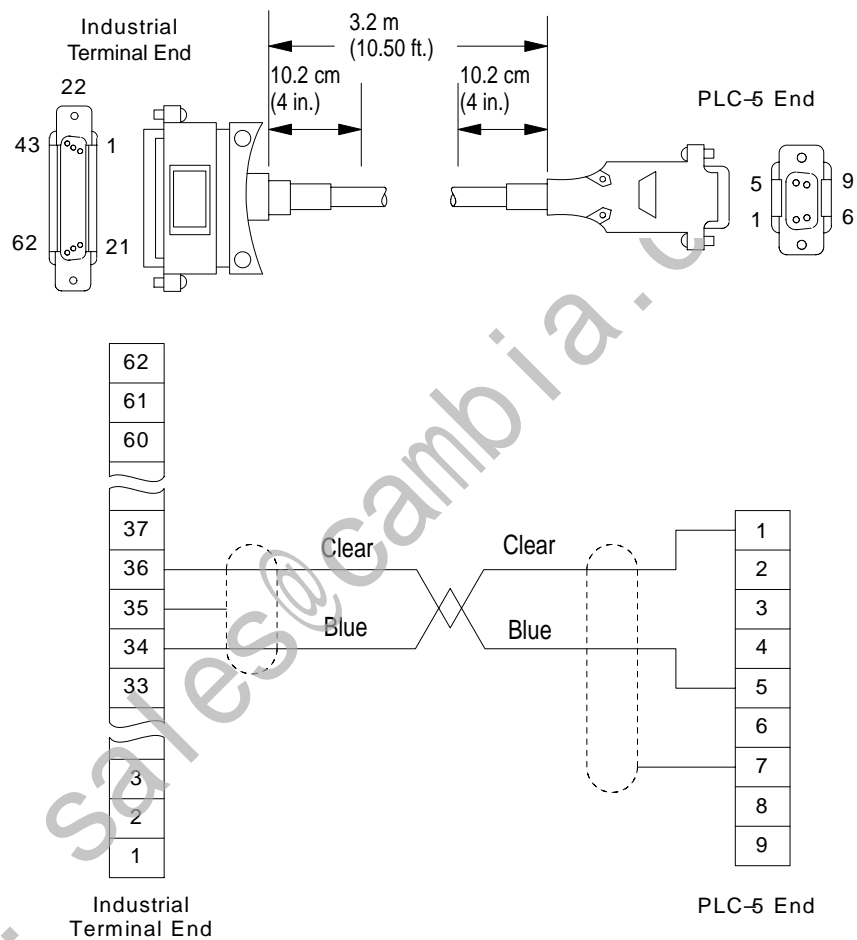 Industrial
Terminal End
3.2 m
(10.50 ft.)
10.2 cm
(4 in.)
10.2 cm
(4 in.)
PLC–5 End
22
43
1
62
21
5
9
1
6
62
61
60
37
36
35
34
33
3
2
1
Clear
Clear
Blue
Blue
1
2
3
4
5
6
7
8
9
Industrial
Terminal End
PLC–5 End
sales@cambia.c